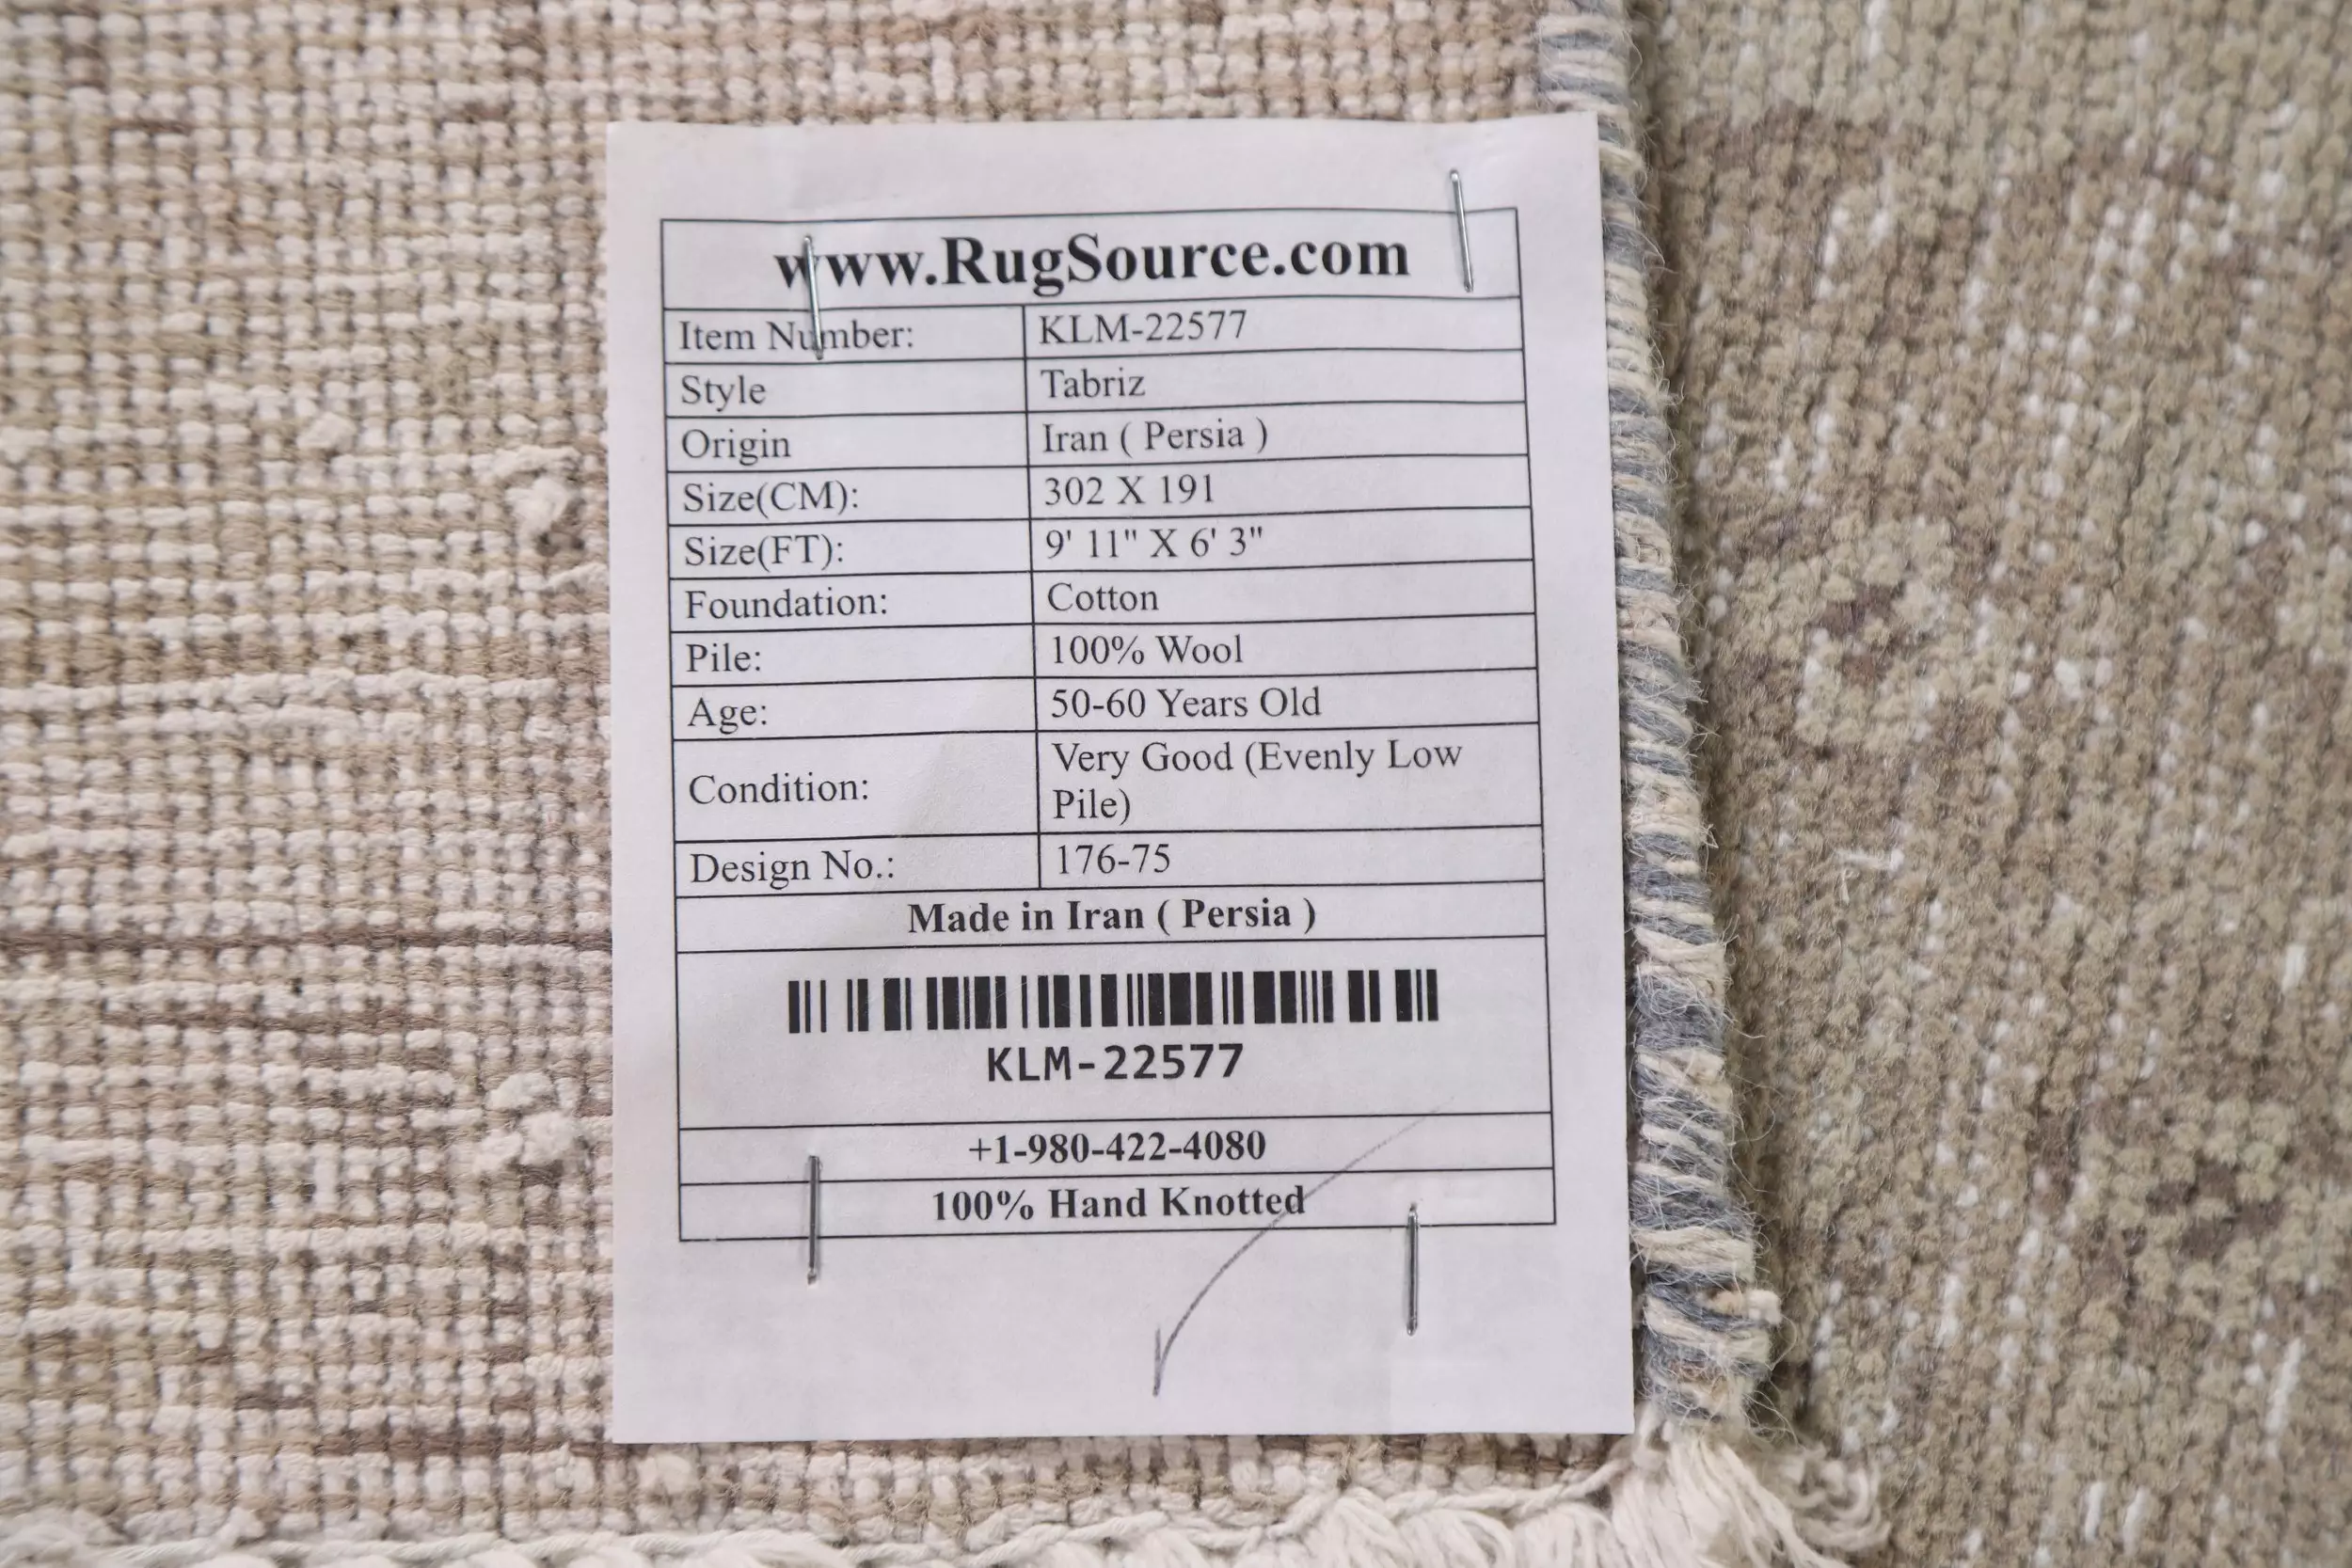 www.RugSource.com
Item Number: KLM-22577
Style Tabriz
Origin Iran ( Persia )
Size(CM): 302 X 191
Size(FT): 9' 11" X 6' 3"
Foundation: Cotton
Pile: 100% Wool
Age: 50-60 Years Old
Condition: Very Good (Evenly Low
Pile)
Design No.: 176-75
Made in Iran ( Persia )
KLM-22577
+1-980-422-4080
100% Hand Knotted